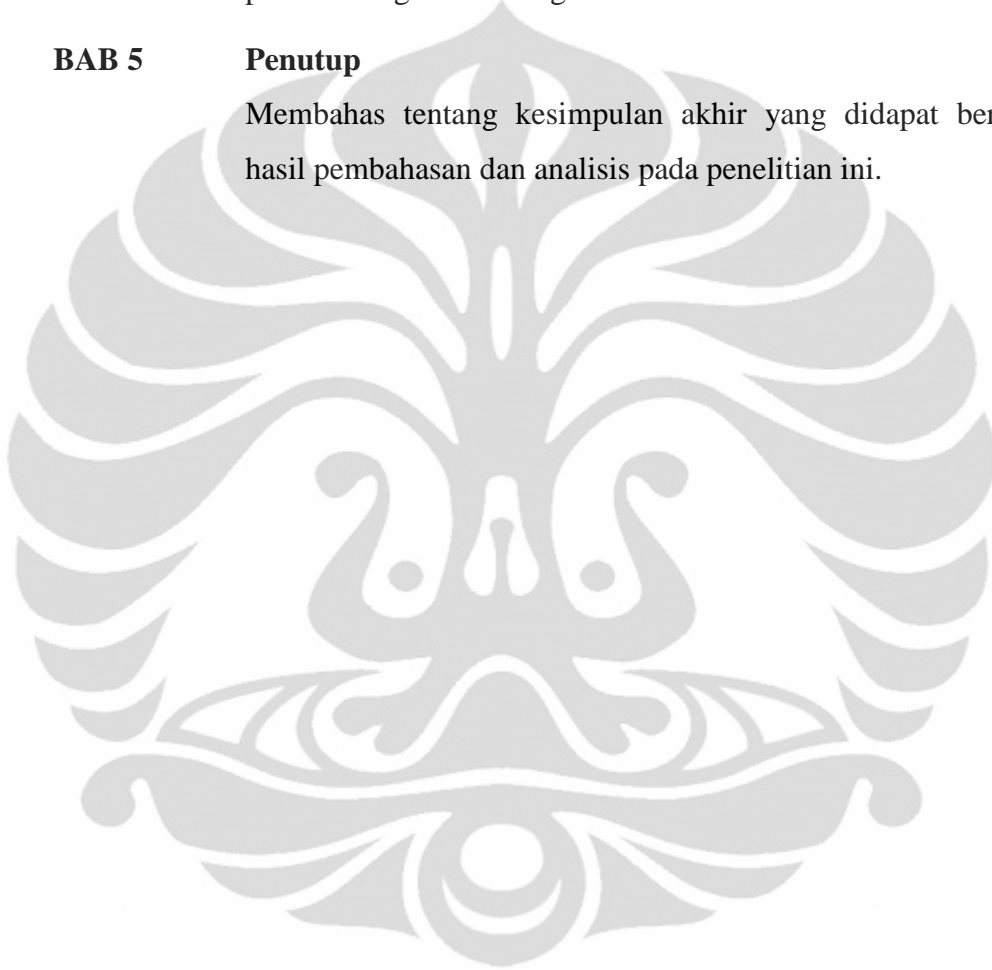 BAB 5 Penutup
Membahas tentang kesimpulan akhir yang didapat ber
hasil pembahasan dan analisis pada penelitian ini.